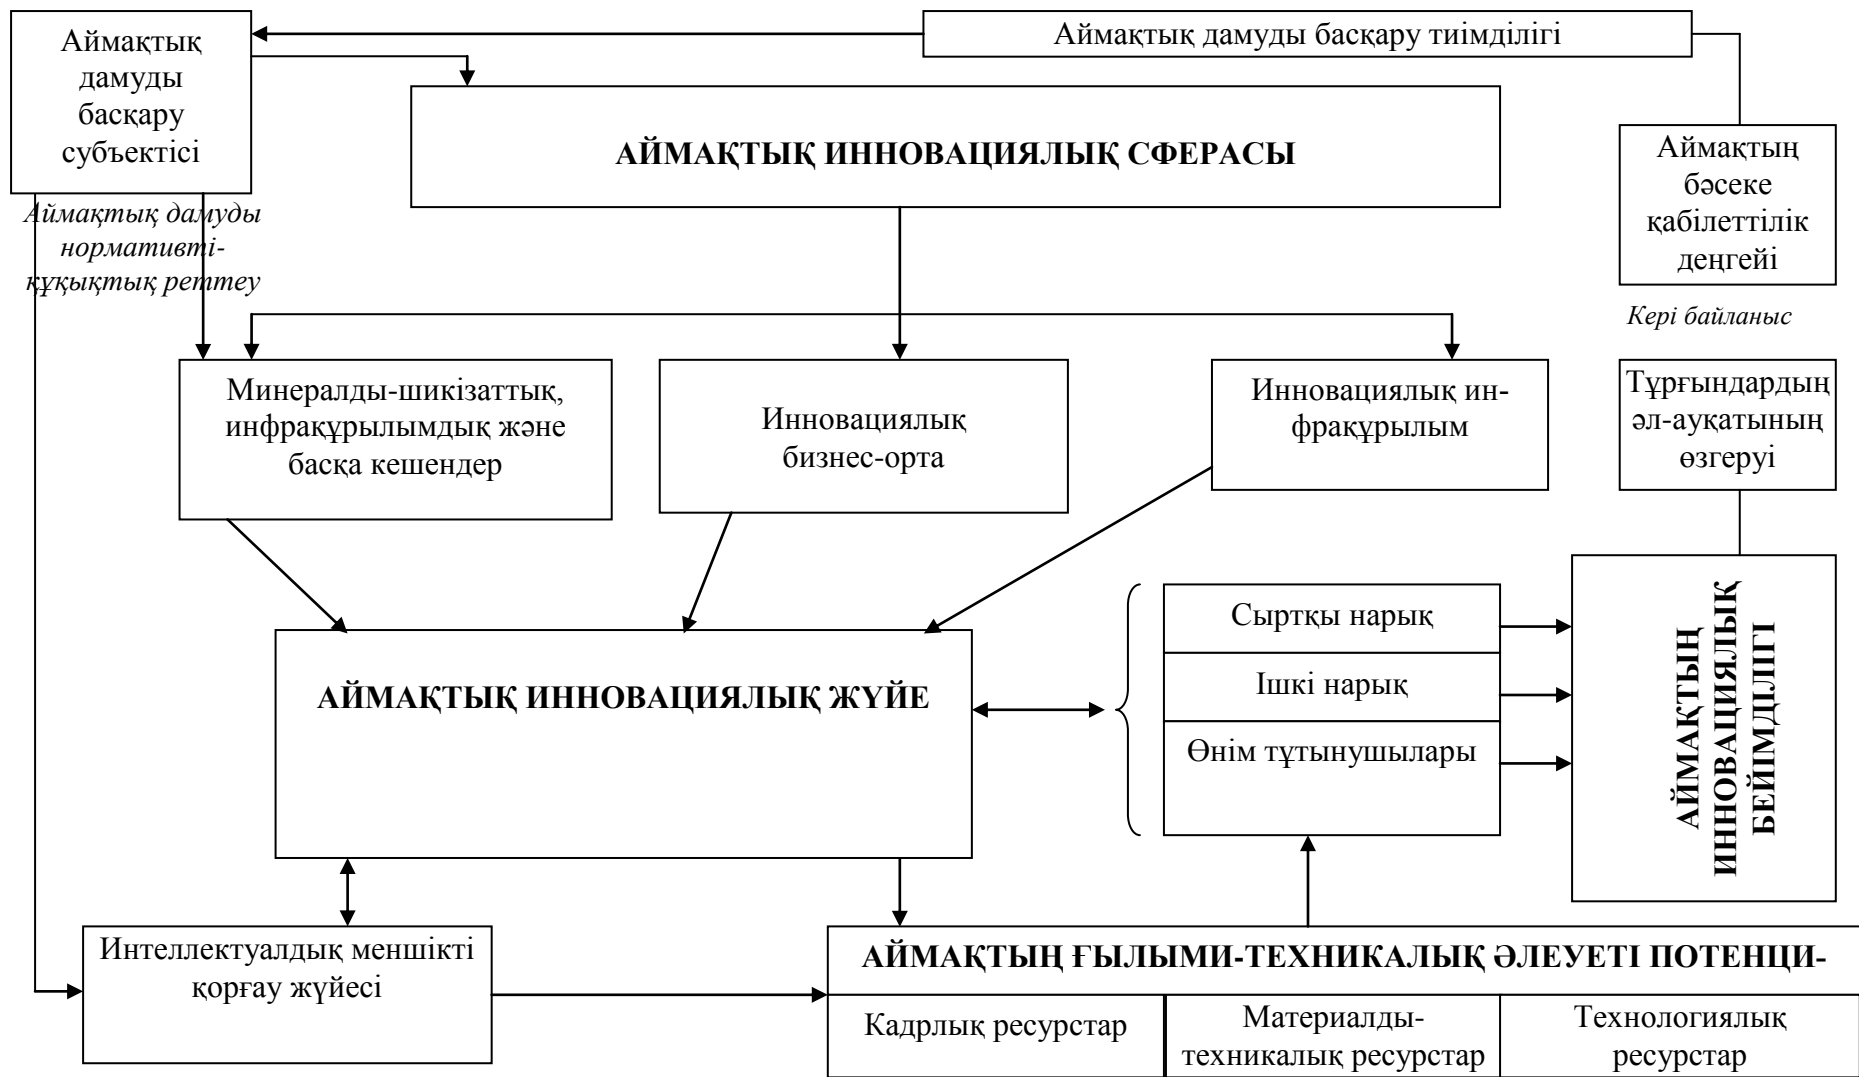 Аймақтық
дамуды
басқару
субъектісі
Аймақтық дамуды басқару тиімділігі
АЙМАҚТЫҚ ИННОВАЦИЯЛЫҚ СФЕРАСЫ
Аймақтың
бәсеке
қабілеттілік
деңгейі
Аймақтық дамуды
нормативті-
құқықтық реттеу
Кері байланыс
Минералды-шикізаттық,
инфрақұрылымдық және
басқа кешендер
Инновациялық
бизнес-орта
Инновациялық ин-
фрақұрылым
Тұрғындардың
әл-ауқатының
өзгеруі
АЙМАҚТЫҚ ИННОВАЦИЯЛЫҚ ЖҮЙЕ
Сыртқы нарық
Ішкі нарық
Өнім тұтынушылары
АЙМАҚТЫҢ
ИННОВАЦИЯЛЫҚ
БЕЙІМДІЛІГІ
Интеллектуалдық меншікті
қорғау жүйесі
АЙМАҚТЫҢ ҒЫЛЫМИ-ТЕХНИКАЛЫҚ ӘЛЕУЕТІ ПОТЕНЦИ-
Кадрлық ресурстар
Материалды-
техникалық ресурстар
Технологиялық
ресурстар